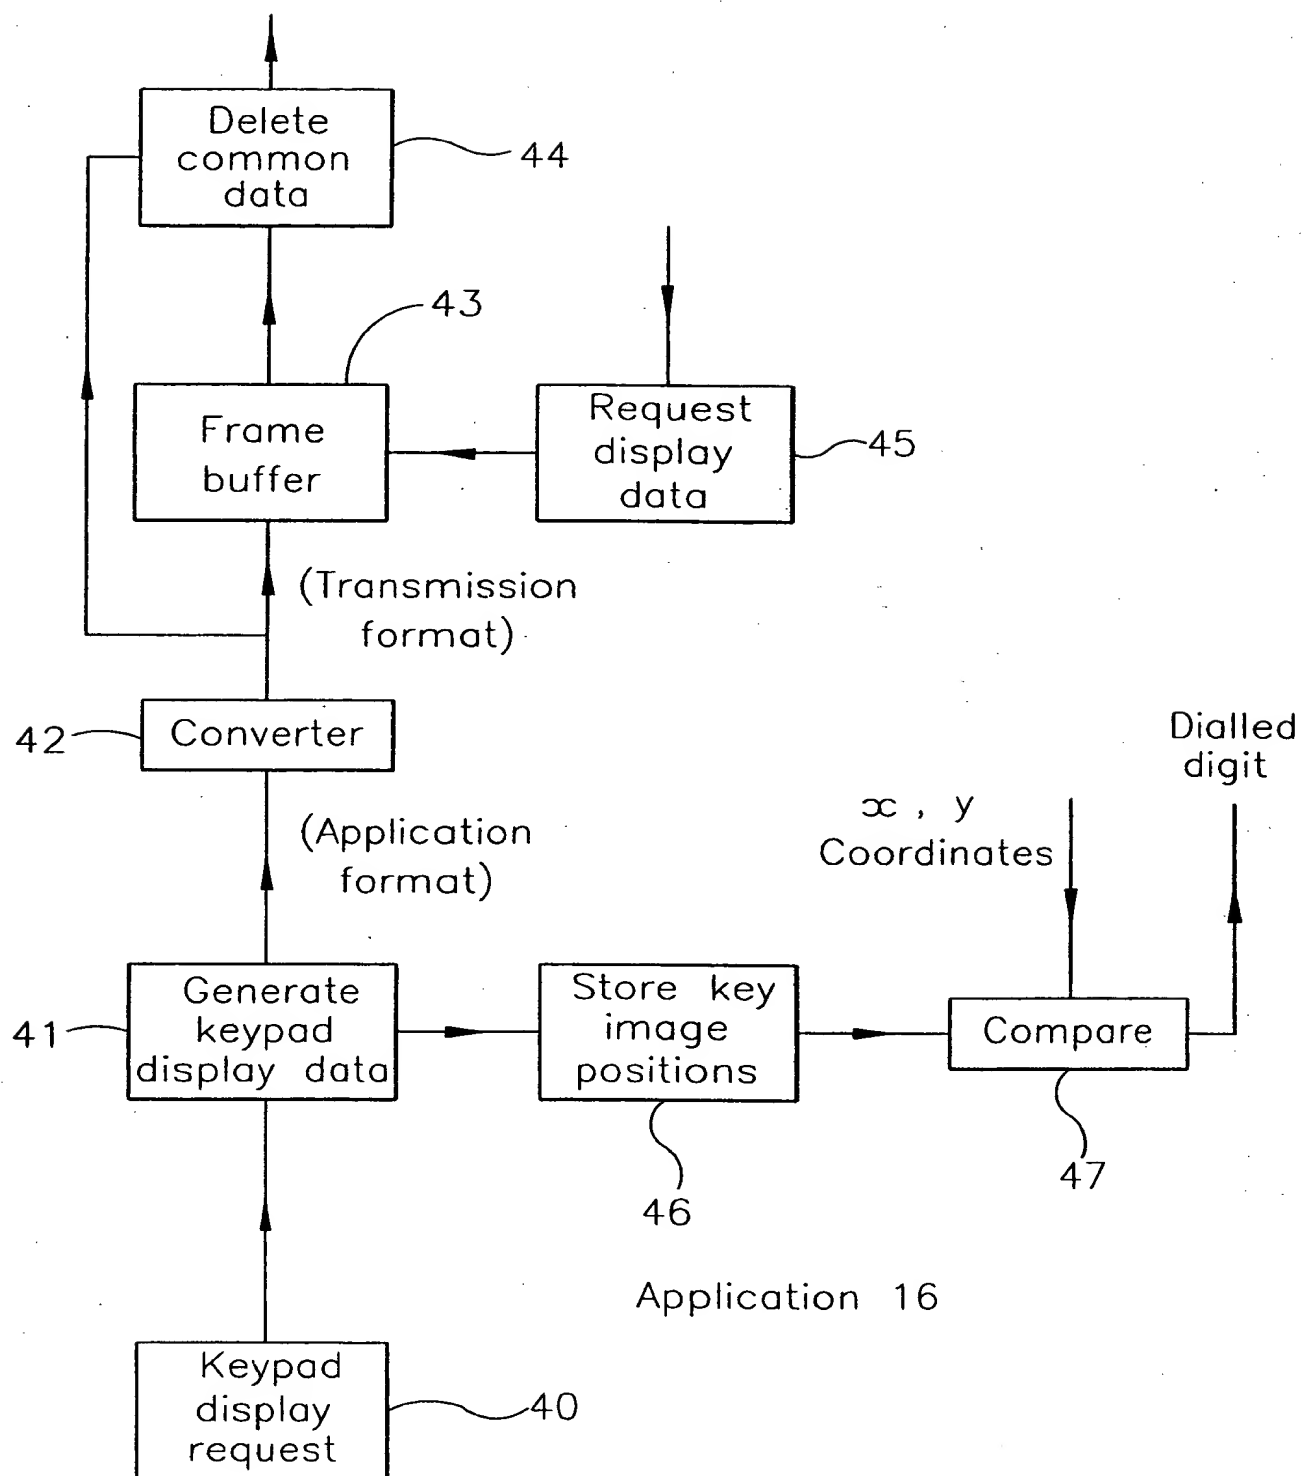 Delete
common
data
44
43
Frame
buffer
Request
display
data
45
(Transmission
format)
42
Converter
Dialled
digit
x , y
Coordinates
(Application
format)
41
Generate
keypad
display data
Store key
image
positions
Compare
46
47
Application 16
Keypad
display
request
40